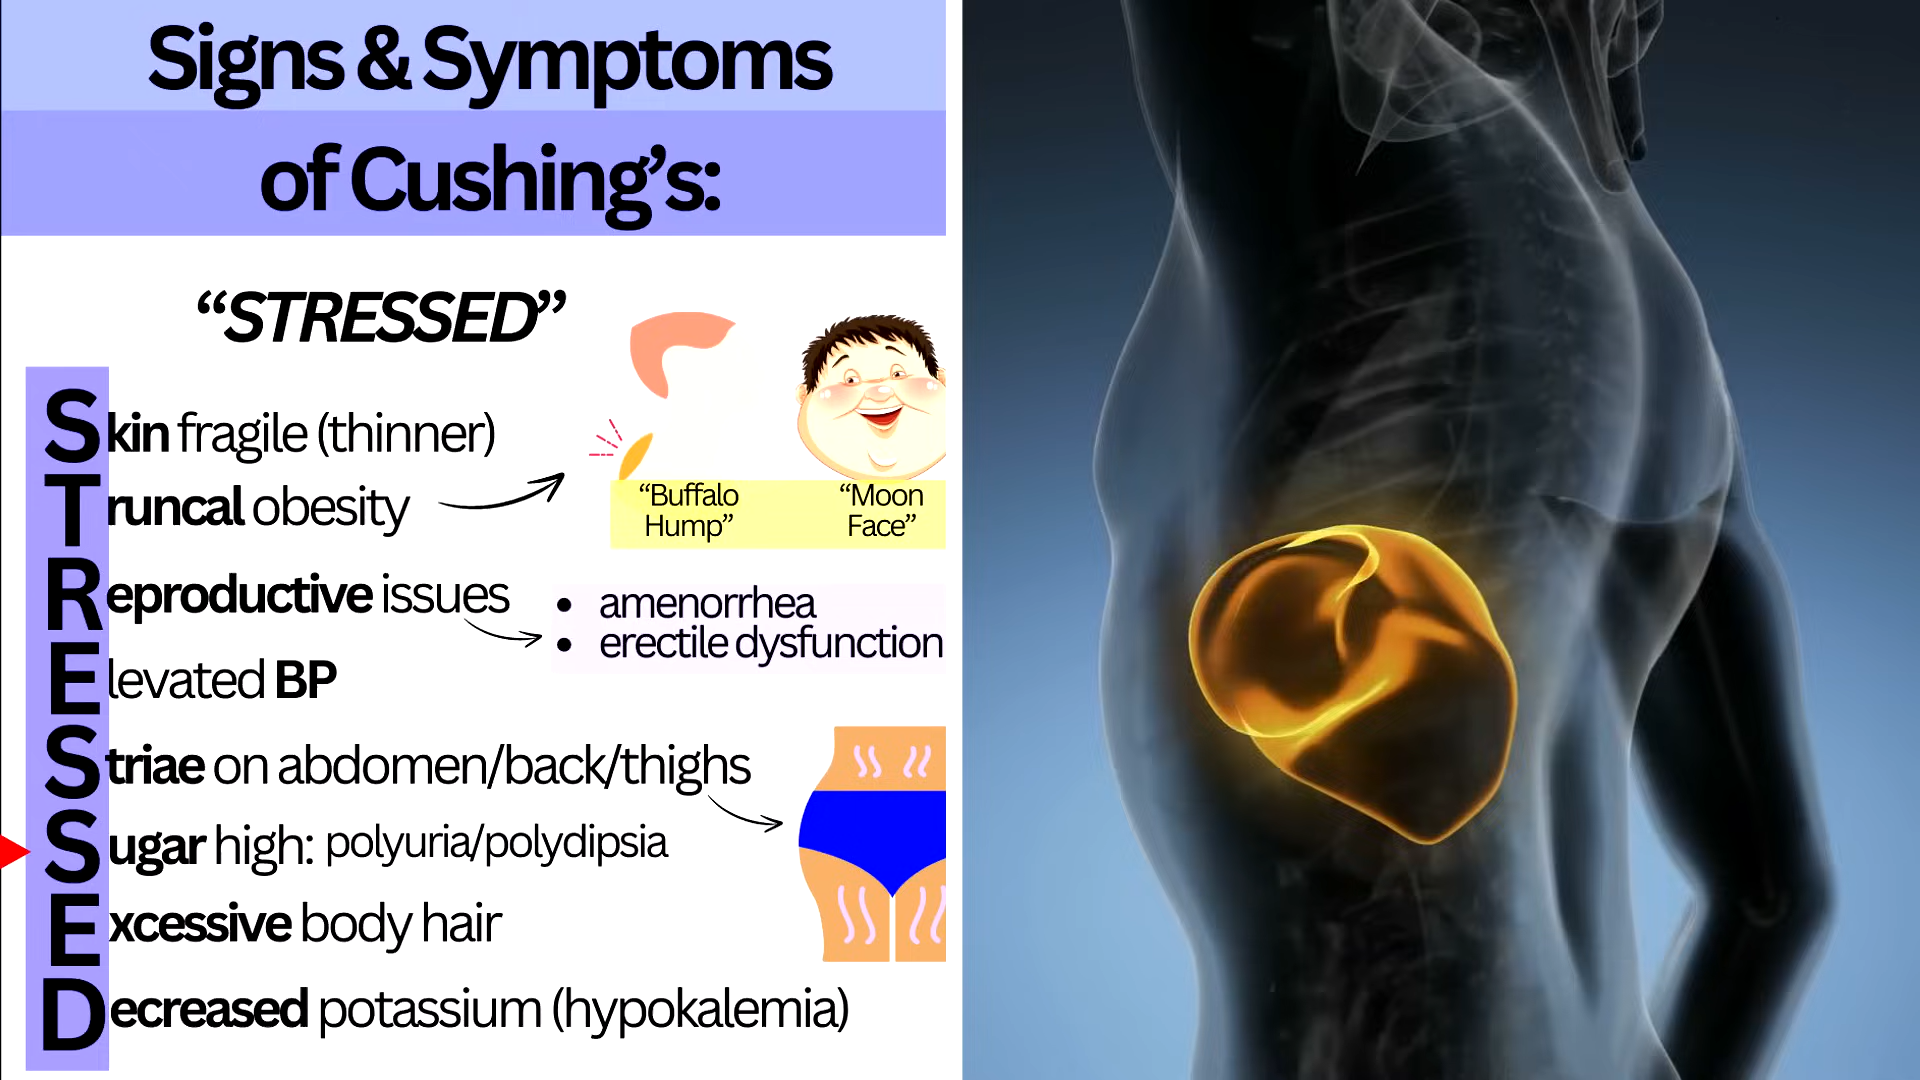 Signs & Symptoms
of Cushing’s:
“STRESSED”
Skin fragile (thinner)
Truncal obesity
“Buffalo Hump”
“Moon Face”
Reproductive issues
• amenorrhea
• erectile dysfunction
Elevated BP
Striae on abdomen/back/thighs
Sugar high: polyuria/polydipsia
Excessive body hair
Decreased potassium (hypokalemia)